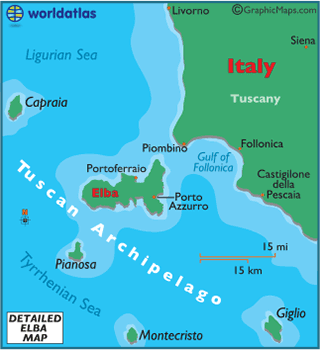 worldatlas
©GraphicMaps.com
Livorno
Ligurian Sea
Siena
Italy
Capraia
Tuscany
Piombino
Follonica
Gulf of
Follonica
Portoferraio
Castiglione
della
Pescaia
Elba
Porto
Azzurro
Tuscan Archipelago
15 mi
15 km
Pianosa
Tyrrhenian Sea
Giglio
DETAILED
ELBA
MAP
Montecristo